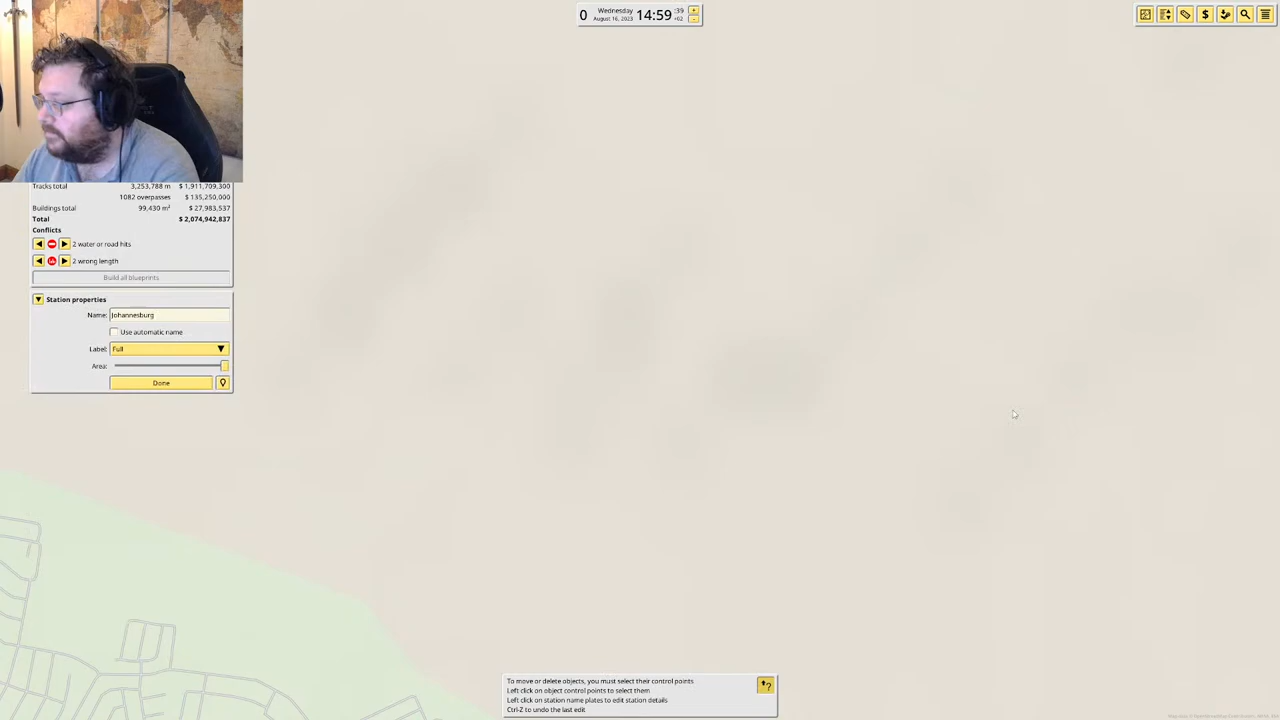 0 Wednesday August 16, 2023 14:59 :39 +02
Tracks total 3,253,788 m $ 1,911,709,300
1082 overpasses $ 135,250,000
Buildings total 99,430 m² $ 27,983,537
Total $ 2,074,942,837
Conflicts
2 water or road hits
2 wrong length
Build all blueprints
Station properties
Name: Johannesburg
Use automatic name
Label: Full
Area:
Done
To move or delete objects, you must select their control points
Left click on object control points to select them
Left click on station name plates to edit station details
Ctrl-Z to undo the last edit